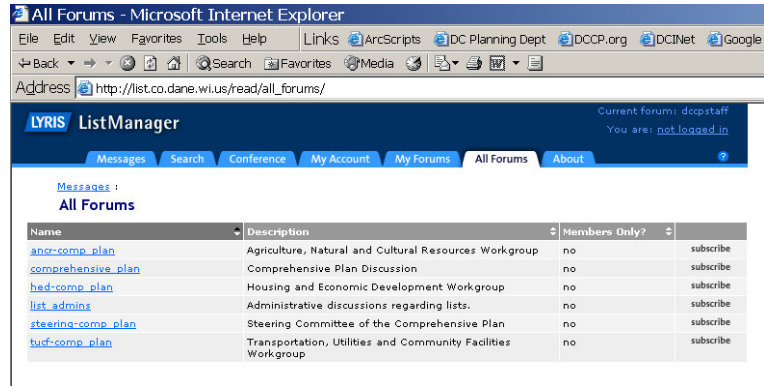 All Forums - Microsoft Internet Explorer
File Edit View Favorites Tools Help Links ArcScripts DC Planning Dept DCCP.org DCINet Google
Back Search Favorites Media
Address http://list.co.dane.wi.us/read/all_forums/
Current forum: dccpstaff
LYRIS ListManager
You are: not logged in
Messages Search Conference My Account My Forums All Forums About ?
Messages :
All Forums
Name Description Members Only?
ancr-comp_plan Agriculture, Natural and Cultural Resources Workgroup no subscribe
comprehensive_plan Comprehensive Plan Discussion no subscribe
hed-comp_plan Housing and Economic Development Workgroup no subscribe
list_admins Administrative discussions regarding lists. no subscribe
steering-comp_plan Steering Committee of the Comprehensive Plan no subscribe
tucf-comp_plan Transportation, Utilities and Community Facilities no subscribe
Workgroup